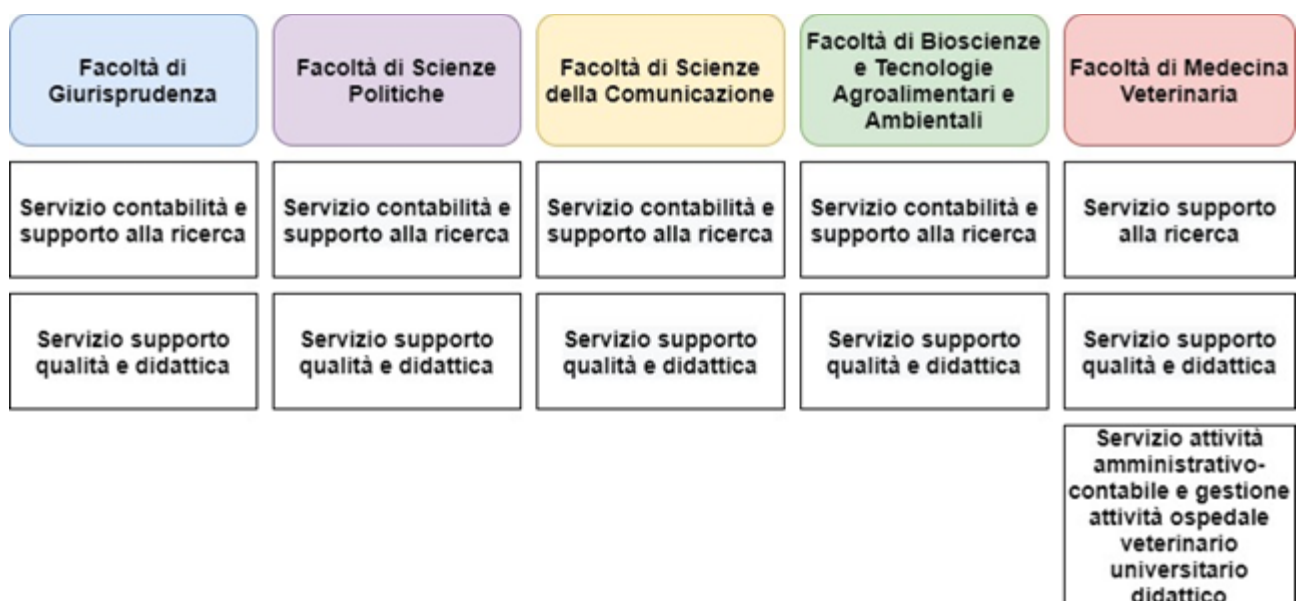 Facoltà di
Giurisprudenza
Facoltà di Scienze
Politiche
Facoltà di Scienze
della Comunicazione
Facoltà di Bioscienze
e Tecnologie
Agroalimentari e
Ambientali
Facoltà di Medecina
Veterinaria
Servizio contabilità e
supporto alla ricerca
Servizio contabilità e
supporto alla ricerca
Servizio contabilità e
supporto alla ricerca
Servizio contabilità e
supporto alla ricerca
Servizio supporto
alla ricerca
Servizio supporto
qualità e didattica
Servizio supporto
qualità e didattica
Servizio supporto
qualità e didattica
Servizio supporto
qualità e didattica
Servizio supporto
qualità e didattica
Servizio attività
amministrativo-
contabile e gestione
attività ospedale
veterinario
universitario
didattico